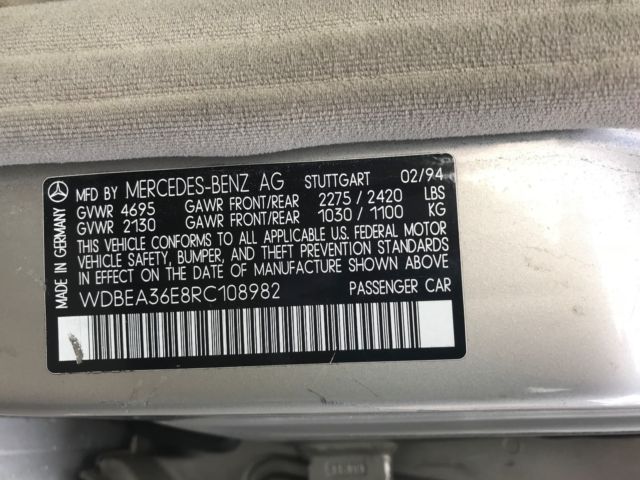 MADE IN GERMANY
MFD BY MERCEDES-BENZ AG STUTTGART 02/94
GVWR 4695 GAWR FRONT/REAR 2275 / 2420 LBS
GVWR 2130 GAWR FRONT/REAR 1030 / 1100 KG
THIS VEHICLE CONFORMS TO ALL APPLICABLE U.S. FEDERAL MOTOR
VEHICLE SAFETY, BUMPER, AND THEFT PREVENTION STANDARDS
IN EFFECT ON THE DATE OF MANUFACTURE SHOWN ABOVE
WDBEA36E8RC108982 PASSENGER CAR